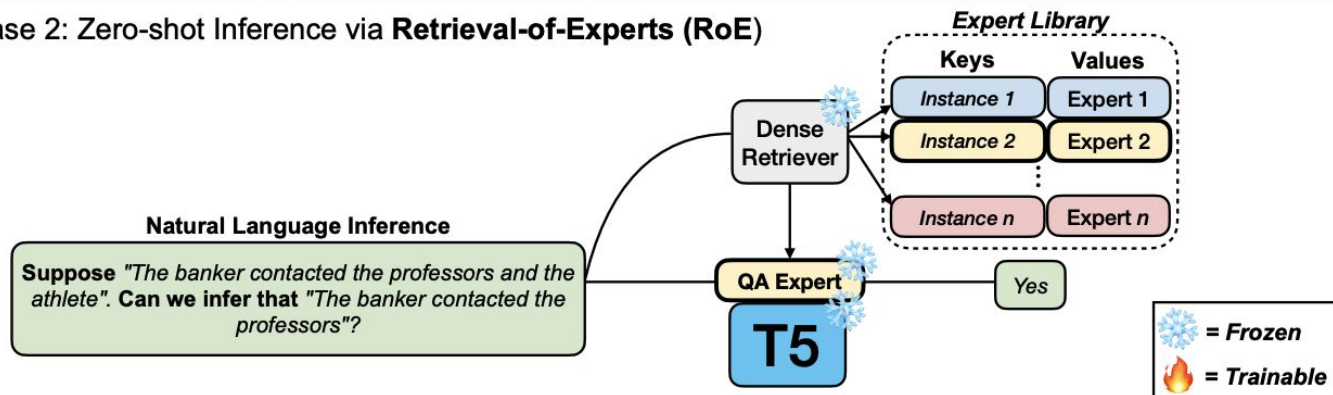 ase 2: Zero-shot Inference via Retrieval-of-Experts (RoE)
Expert Library
Keys Values
Instance 1 Expert 1
Instance 2 Expert 2
Instance n Expert n
Dense
Retriever
Natural Language Inference
Suppose "The banker contacted the professors and the
athlete". Can we infer that "The banker contacted the
professors"?
QA Expert
T5
Yes
= Frozen
= Trainable